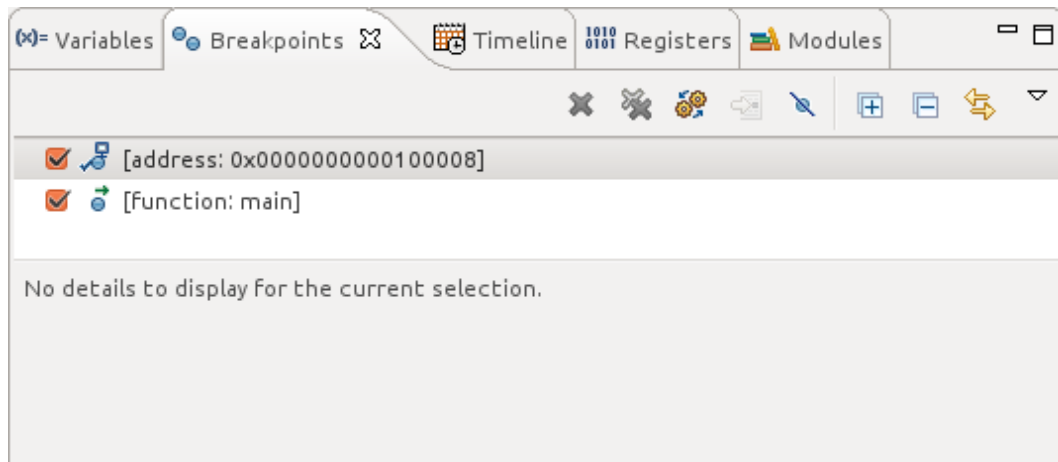 (x)= Variables Breakpoints Timeline 1010 0101 Registers Modules
[address: 0x0000000000100008]
[function: main]
No details to display for the current selection.